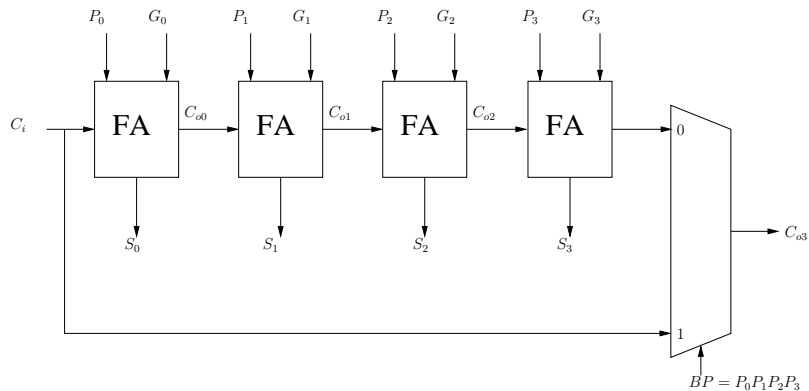 P₀ G₀ P₁ G₁ P₂ G₂ P₃ G₃
Cᵢ FA Cₒ₀ FA Cₒ₁ FA Cₒ₂ FA 0
S₀ S₁ S₂ S₃ Cₒ₃
1
BP = P₀P₁P₂P₃